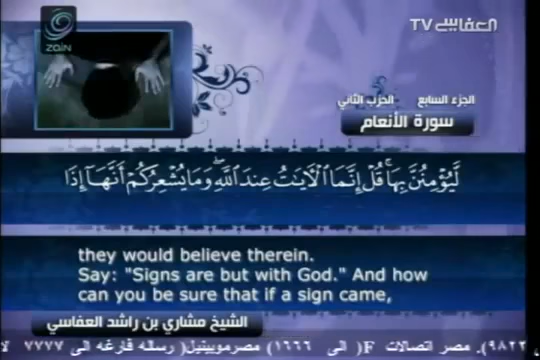 zain
العفاسي TV
الجزء السابع الحزب الثاني
سورة الأنعام
لَّيُؤْمِنُنَّ بِهَا ۚ قُلْ إِنَّمَا الْآيَاتُ عِندَ اللَّهِ ۖ وَمَا يُشْعِرُكُمْ أَنَّهَا إِذَا
they would believe therein.
Say: "Signs are but with God." And how
can you be sure that if a sign came,
الشيخ مشاري بن راشد العفاسي
٩٨٢٢. مصر اتصالات F( الى ١٦٦٦ ) مصرموبينيل( رساله فارغه الى ٧٧٧٧